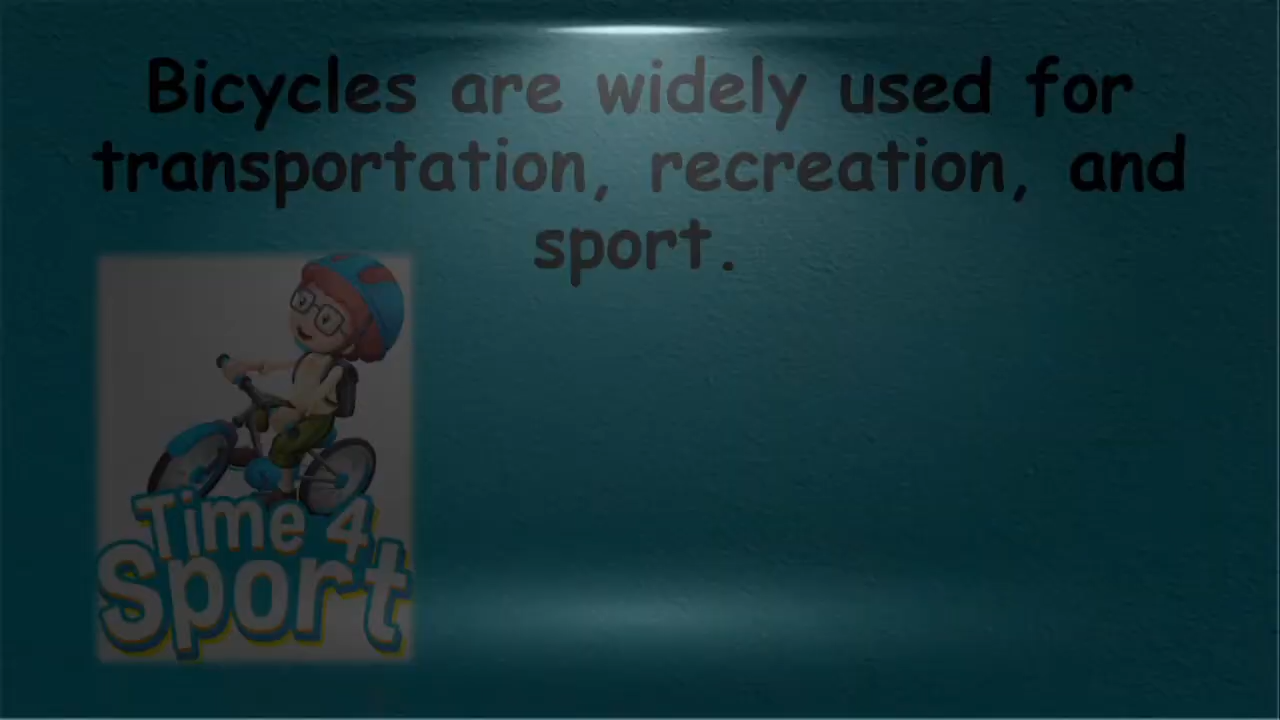 Bicycles are widely used for
transportation, recreation, and
sport.
Time 4
Sport